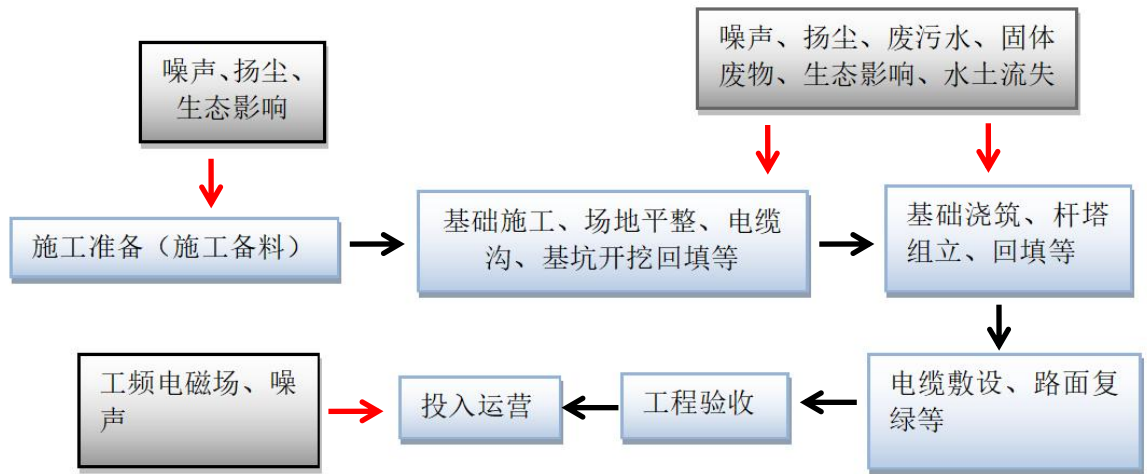 噪声、扬尘、
生态影响
噪声、扬尘、废污水、固体
废物、生态影响、水土流失
施工准备（施工备料）
基础施工、场地平整、电缆
沟、基坑开挖回填等
基础浇筑、杆塔
组立、回填等
工频电磁场、噪
声
投入运营
工程验收
电缆敷设、路面复
绿等